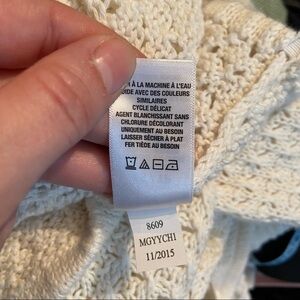 À LA MACHINE À L'EAU
AVEC DES COULEURS
SIMILAIRES
CYCLE DÉLICAT
AGENT BLANCHISSANT SANS
CHLORURE DÉCOLORANT
UNIQUEMENT AU BESOIN
LAISSER SÉCHER À PLAT
FER TIÈDE AU BESOIN
8609
MGYYCH1
11/2015